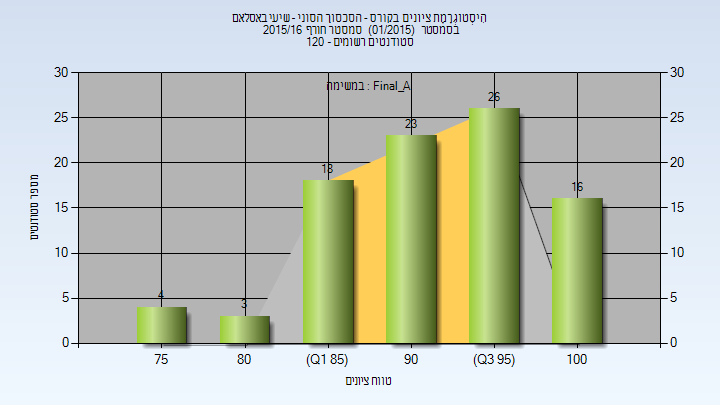 היסטוגרמת ציונים בקורס - הסכסוך הסוני - שיעי באסלאם
בסמסטר (01/2015) סמסטר חורף 2015/16
סטודנטים רשומים - 120
במשימה : Final_A
30 30
25 25
20 20
15 15
10 10
5 5
0 0
26
23
18
16
4
3
75 80 (Q1 85) 90 (Q3 95) 100
מספר סטודנטים
טווח ציונים